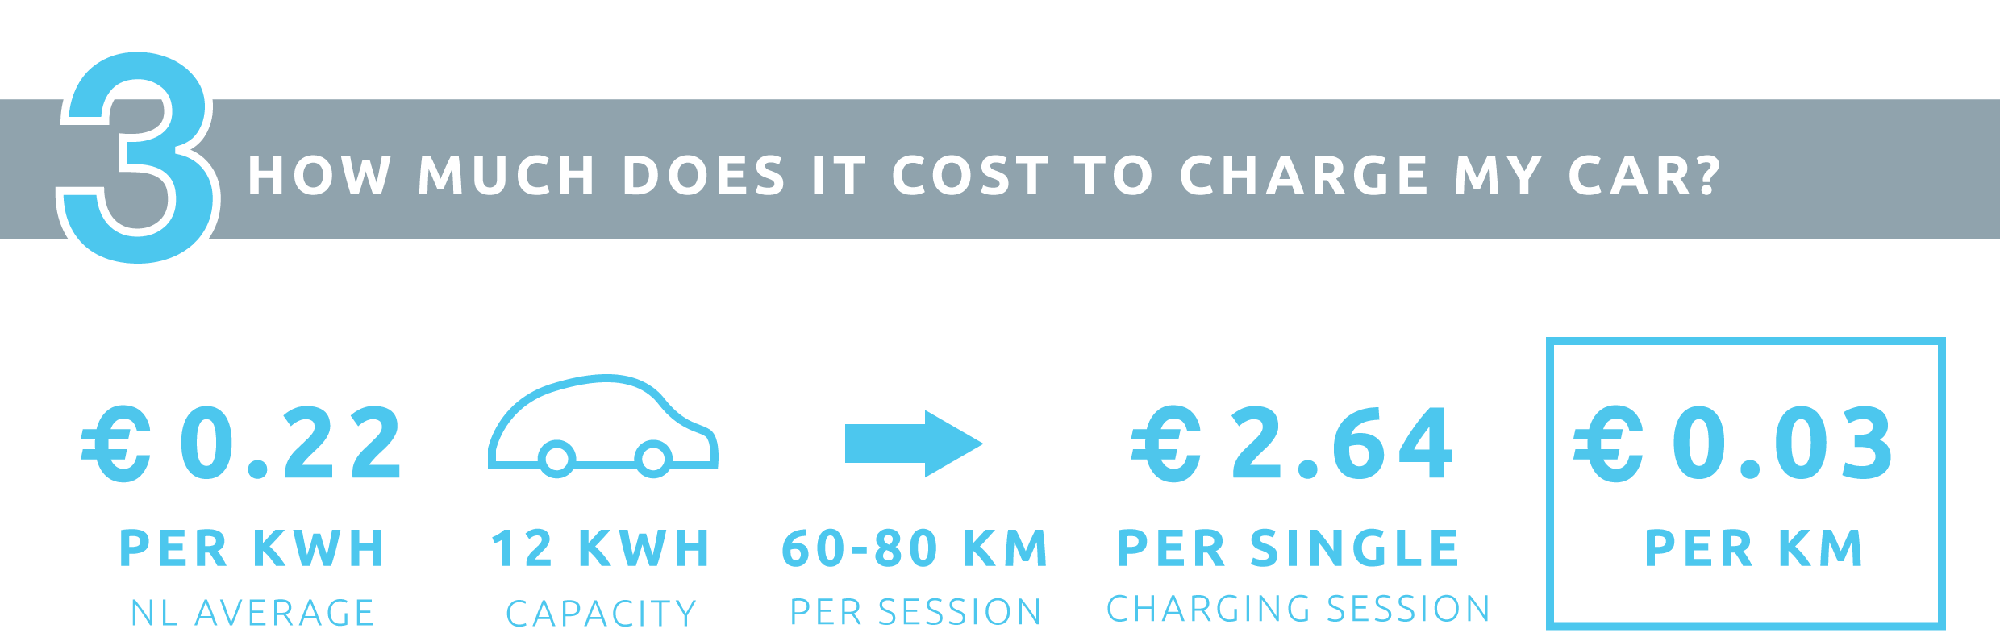 3
HOW MUCH DOES IT COST TO CHARGE MY CAR?
€ 0.22
PER KWH
NL AVERAGE
12 KWH
CAPACITY
60-80 KM
PER SESSION
€ 2.64
PER SINGLE
CHARGING SESSION
€ 0.03
PER KM